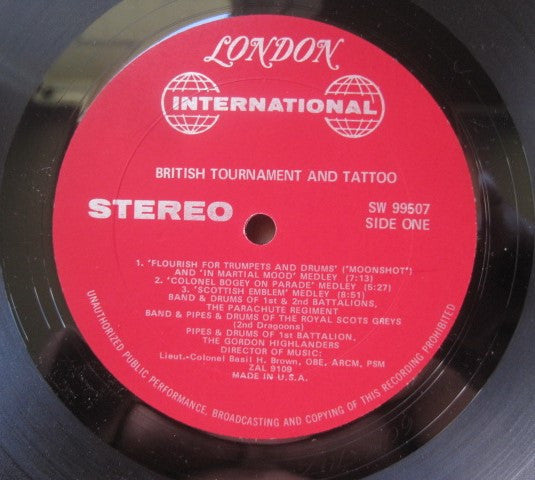 LONDON
INTERNATIONAL
BRITISH TOURNAMENT AND TATTOO
STEREO
SW 99507
SIDE ONE
1. 'FLOURISH FOR TRUMPETS AND DRUMS' ('MOONSHOT')
AND 'IN MARTIAL MOOD' MEDLEY (7:13)
2. 'COLONEL BOGEY ON PARADE' MEDLEY (5:27)
3. 'SCOTTISH EMBLEM' MEDLEY (8:51)
BAND & DRUMS OF 1st & 2nd BATTALIONS,
THE PARACHUTE REGIMENT
BAND & PIPES & DRUMS OF THE ROYAL SCOTS GREYS
(2nd Dragoons)
PIPES & DRUMS OF 1st BATTALION,
THE GORDON HIGHLANDERS
DIRECTOR OF MUSIC:
Lieut.-Colonel Basil H. Brown, OBE, ARCM, PSM
ZAL 9109
MADE IN U.S.A.
UNAUTHORIZED PUBLIC PERFORMANCE, BROADCASTING AND COPYING OF THIS RECORDING PROHIBITED